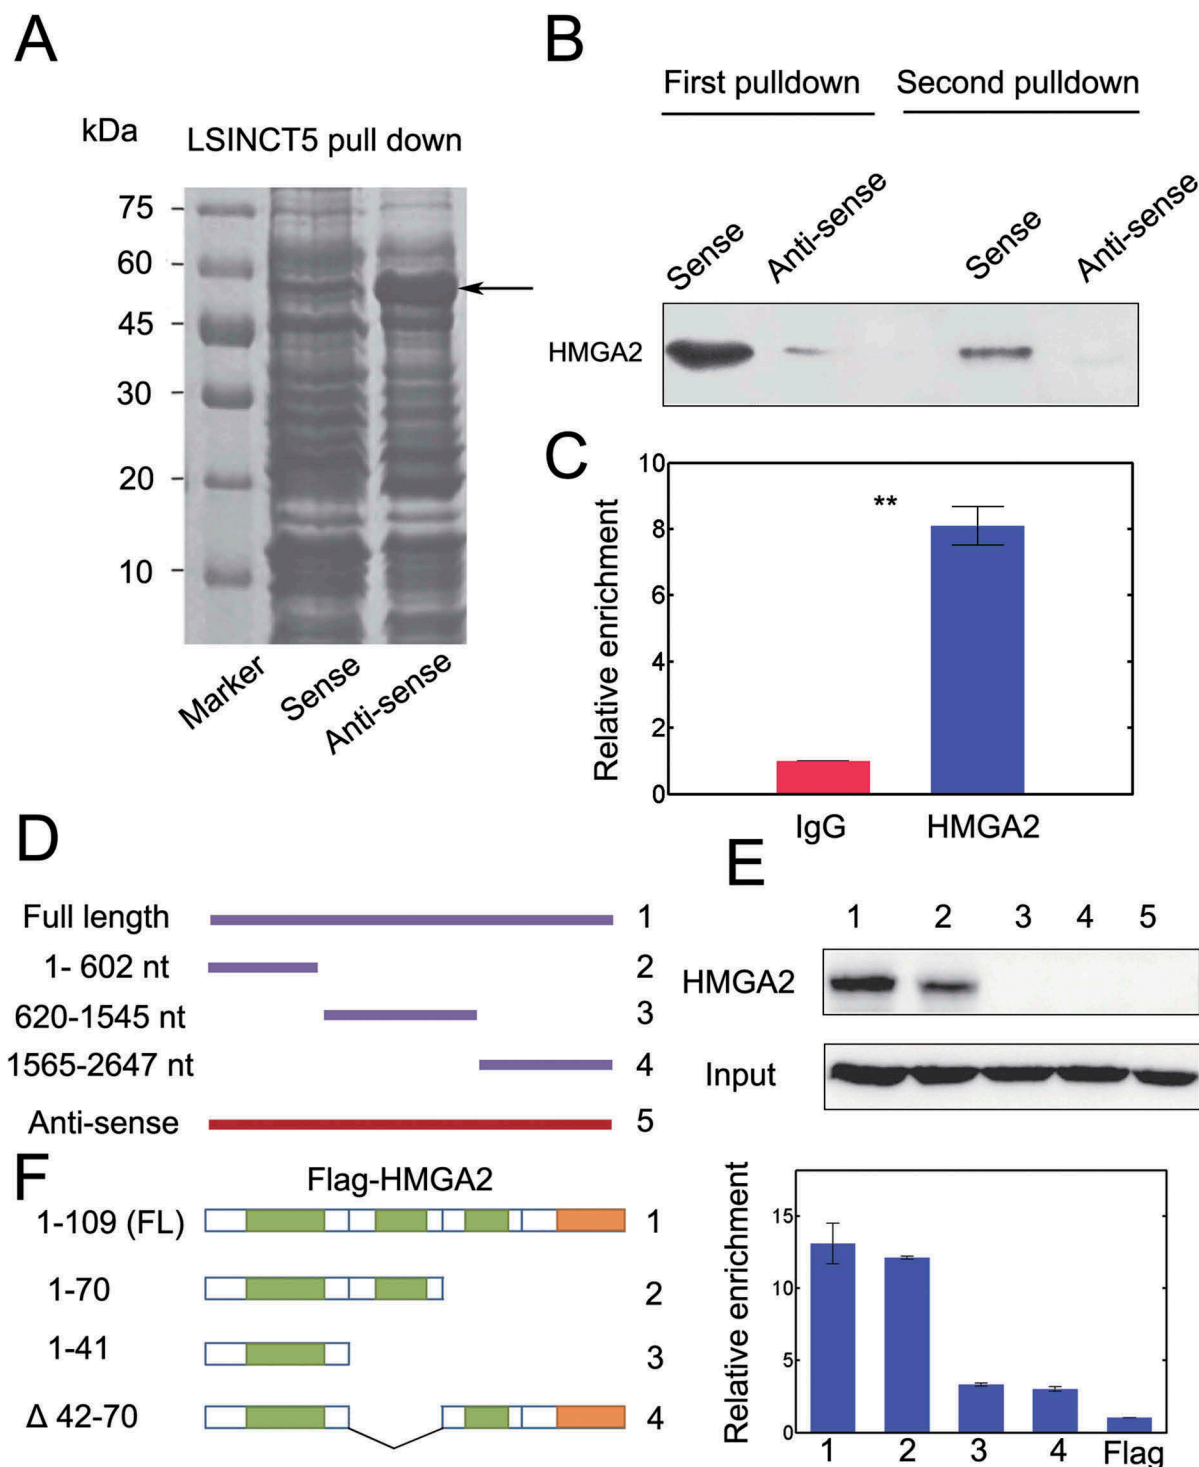 A
kDa
LSINCT5 pull down
75
60
45
30
20
10
Marker
Sense
Anti-sense
B
First pulldown
Second pulldown
Sense
Anti-sense
Sense
Anti-sense
HMGA2
C
Relative enrichment
10
8
6
4
2
0
**
IgG
HMGA2
D
Full length
1
1- 602 nt
2
620-1545 nt
3
1565-2647 nt
4
Anti-sense
5
E
1 2 3 4 5
HMGA2
Input
F
Flag-HMGA2
1-109 (FL)
1
1-70
2
1-41
3
Δ 42-70
4
Relative enrichment
15
10
5
0
1 2 3 4 Flag